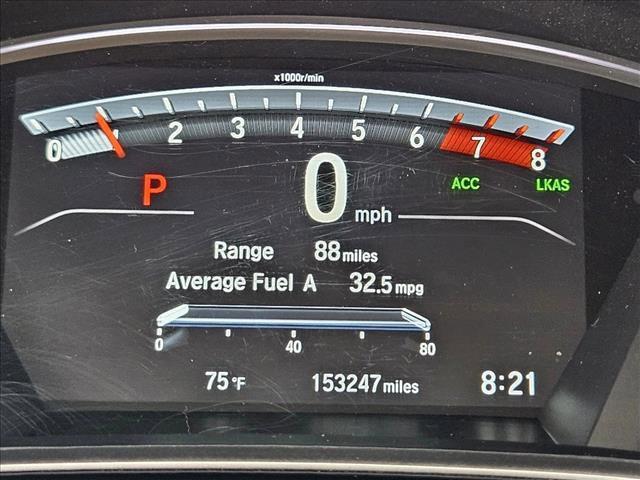 x1000r/min
0 2 3 4 5 6 7 8
P 0 mph ACC LKAS
Range 88 miles
Average Fuel A 32.5 mpg
0 40 80
75 °F 153247 miles 8:21